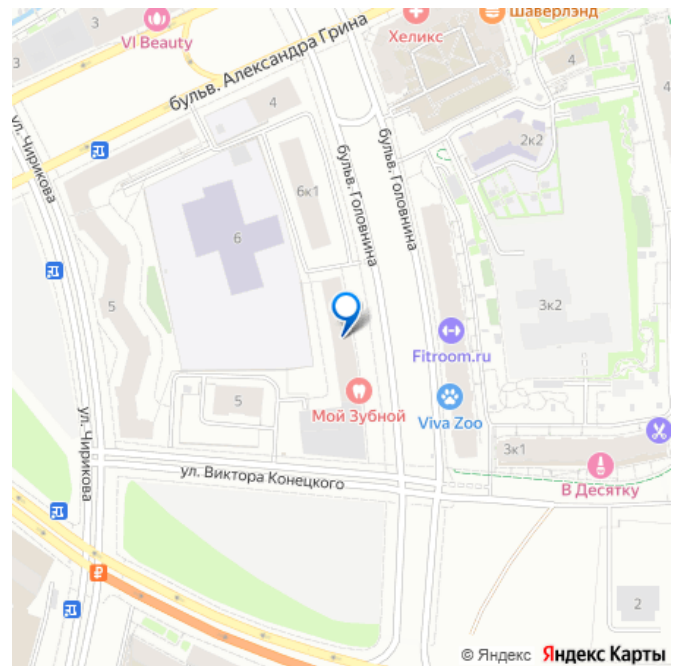 Шаверлэнд
3
VI Beauty
Хеликс
4
3
бульв. Александра Грина
4
ул. Чирикова
2к2
бульв. Головнина
бульв. Головнина
6к1
6
5
3к2
Fitroom.ru
5
Мой Зубной
Viva Zoo
ул. Чирикова
3к1
ул. Виктора Конецкого
В Десятку
2
© Яндекс Яндекс Карты